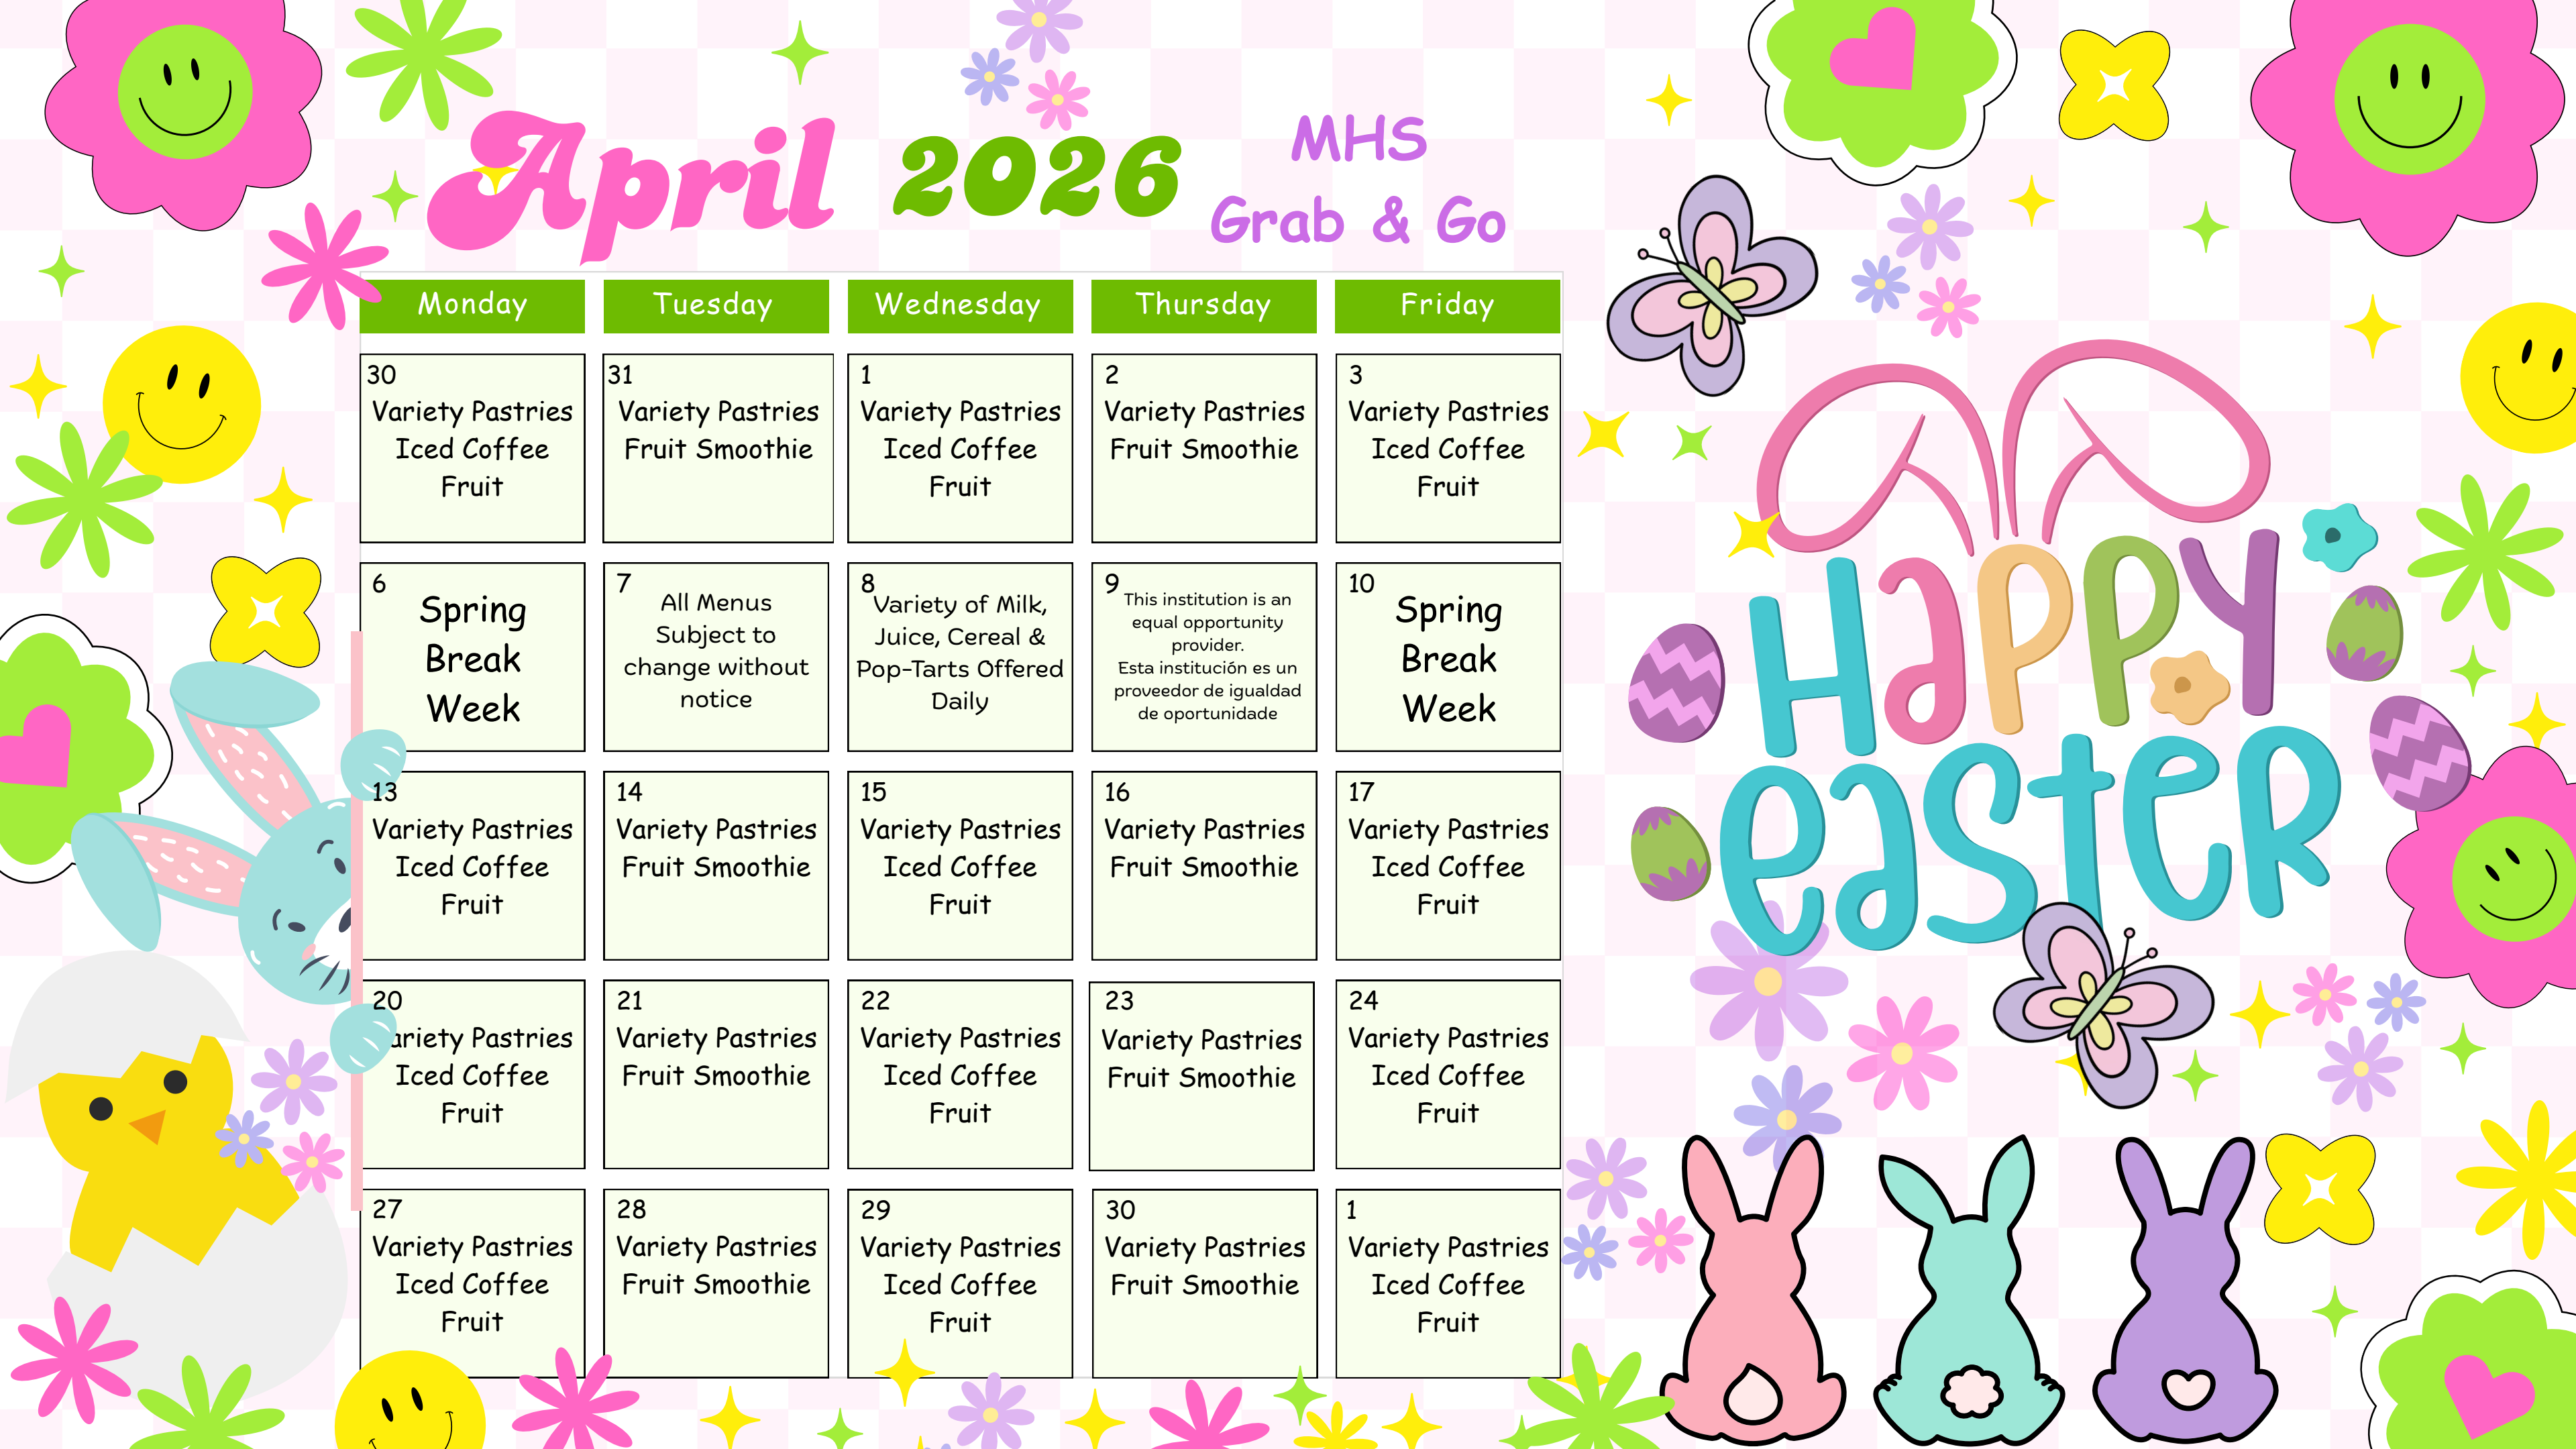 April 2026
MHS
Grab & Go
Monday Tuesday Wednesday Thursday Friday
30
Variety Pastries
Iced Coffee
Fruit
31
Variety Pastries
Fruit Smoothie
1
Variety Pastries
Iced Coffee
Fruit
2
Variety Pastries
Fruit Smoothie
3
Variety Pastries
Iced Coffee
Fruit
6
Spring
Break
Week
7
All Menus
Subject to
change without
notice
8
Variety of Milk,
Juice, Cereal &
Pop-Tarts Offered
Daily
9
This institution is an
equal opportunity
provider.
Esta institución es un
proveedor de igualdad
de oportunidade
10
Spring
Break
Week
13
Variety Pastries
Iced Coffee
Fruit
14
Variety Pastries
Fruit Smoothie
15
Variety Pastries
Iced Coffee
Fruit
16
Variety Pastries
Fruit Smoothie
17
Variety Pastries
Iced Coffee
Fruit
20
Variety Pastries
Iced Coffee
Fruit
21
Variety Pastries
Fruit Smoothie
22
Variety Pastries
Iced Coffee
Fruit
23
Variety Pastries
Fruit Smoothie
24
Variety Pastries
Iced Coffee
Fruit
27
Variety Pastries
Iced Coffee
Fruit
28
Variety Pastries
Fruit Smoothie
29
Variety Pastries
Iced Coffee
Fruit
30
Variety Pastries
Fruit Smoothie
1
Variety Pastries
Iced Coffee
Fruit
HaPPY
easteR